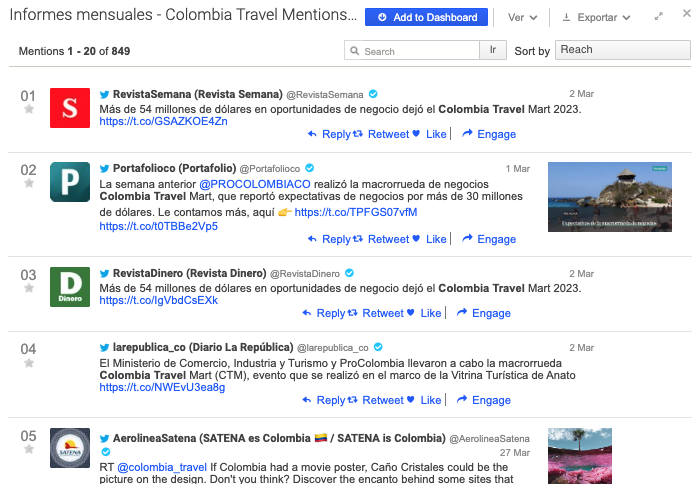 Informes mensuales - Colombia Travel Mentions...
Add to Dashboard
Ver
Exportar
Mentions 1 - 20 of 849
Search
Ir
Sort by
Reach
01
S
RevistaSemana (Revista Semana) @RevistaSemana
2 Mar
Más de 54 millones de dólares en oportunidades de negocio dejó el Colombia Travel Mart 2023.
https://t.co/GSAZKOE4Zn
Reply Retweet Like Engage
02
P
Portafolioco (Portafolio) @Portafolioco
1 Mar
La semana anterior @PROCOLOMBIACO realizó la macrorrueda de negocios
Colombia Travel Mart, que reportó expectativas de negocios por más de 30 millones
de dólares. Le contamos más, aquí 👉 https://t.co/TPFGS07vfM
https://t.co/t0TBBe2Vp5
Expectativas de la macrorrueda de negocios
Reply Retweet Like Engage
03
D
Dinero
RevistaDinero (Revista Dinero) @RevistaDinero
2 Mar
Más de 54 millones de dólares en oportunidades de negocio dejó el Colombia Travel Mart 2023.
https://t.co/IgVbdCsEXk
Reply Retweet Like Engage
04
larepublica_co (Diario La República) @larepublica_co
2 Mar
El Ministerio de Comercio, Industria y Turismo y ProColombia llevaron a cabo la macrorrueda
Colombia Travel Mart (CTM), evento que se realizó en el marco de la Vitrina Turística de Anato
https://t.co/NWEvU3ea8g
Reply Retweet Like Engage
05
SATENA
AerolineaSatena (SATENA es Colombia 🇨🇴 / SATENA is Colombia) @AerolineaSatena
27 Mar
RT @colombia_travel If Colombia had a movie poster, Caño Cristales could be the
picture on the design. Don't you think? Discover the encanto behind some sites that